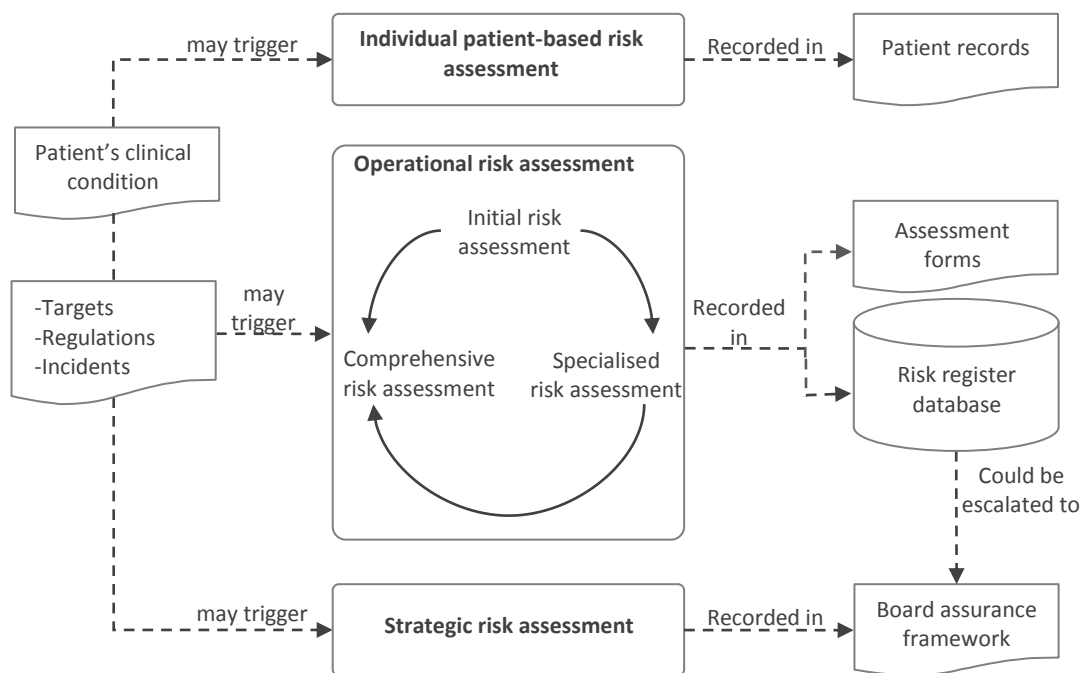 may trigger
Individual patient-based risk
assessment
Recorded in
Patient records
Patient’s clinical
condition
Operational risk assessment
Initial risk
assessment
Assessment
forms
-Targets
-Regulations
-Incidents
may
trigger
Comprehensive
risk assessment
Specialised
risk assessment
Recorded
in
Risk register
database
Could be
escalated to
may trigger
Strategic risk assessment
Recorded in
Board assurance
framework